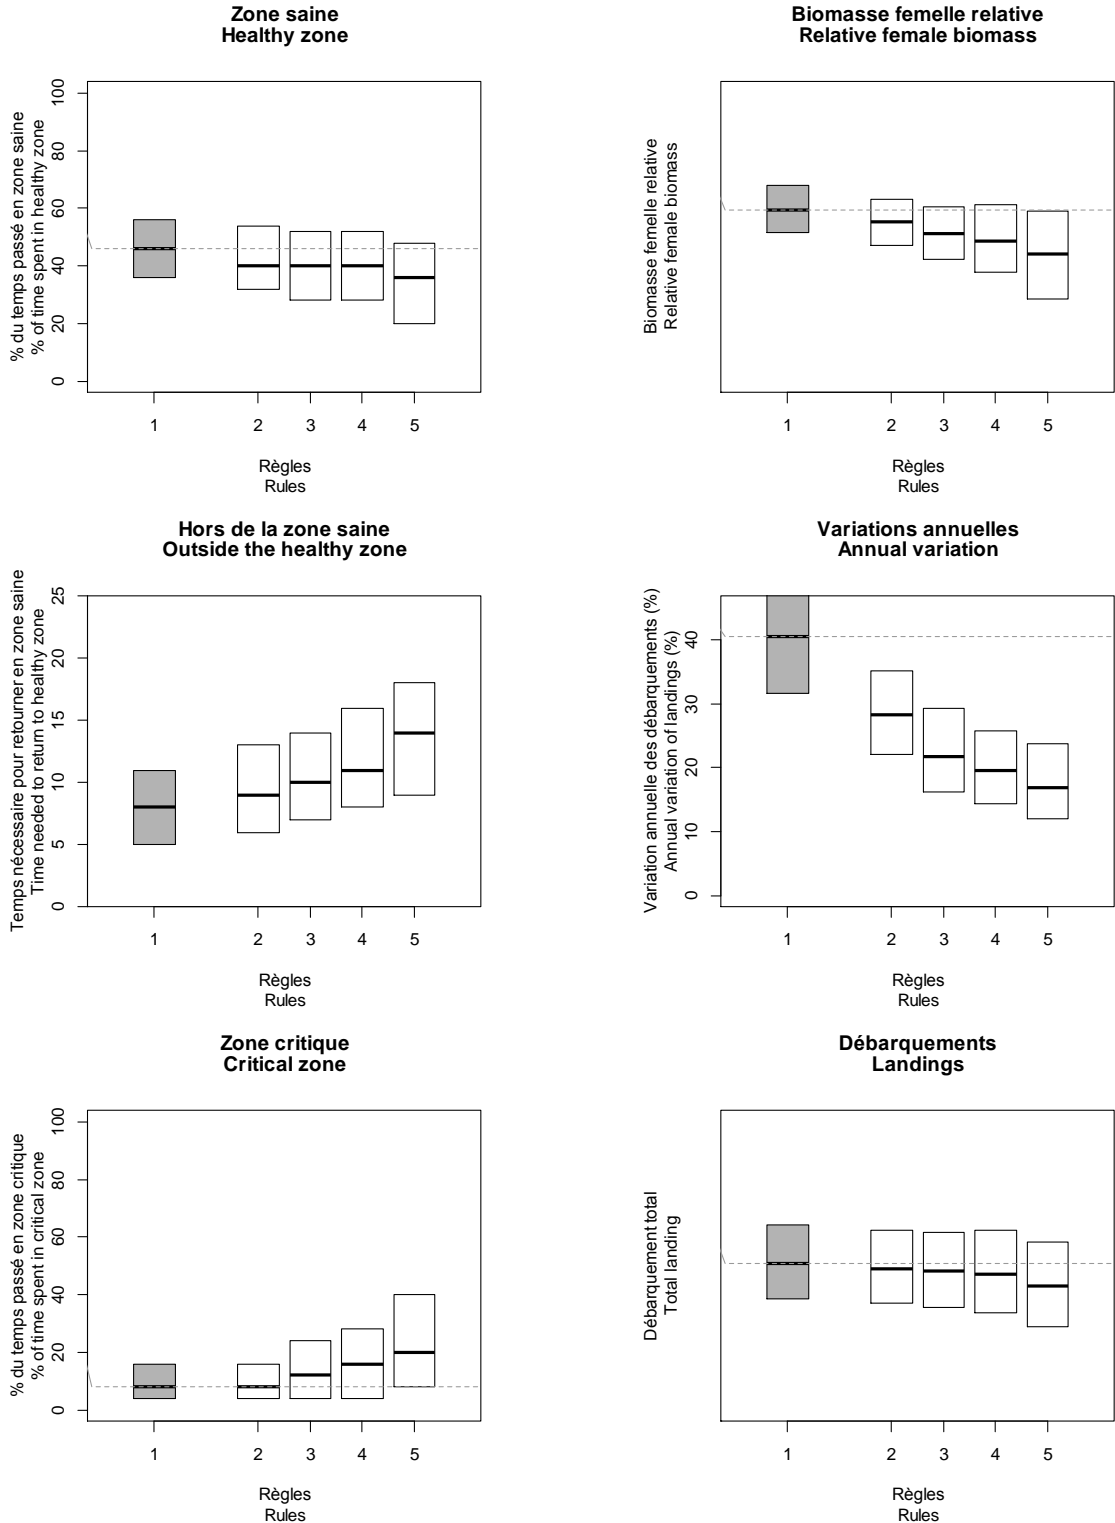 Zone saine
Healthy zone
% du temps passé en zone saine
% of time spent in healthy zone
0
20
40
60
80
100
1 2 3 4 5
Règles
Rules
Biomasse femelle relative
Relative female biomass
Biomasse femelle relative
Relative female biomass
1 2 3 4 5
Règles
Rules
Hors de la zone saine
Outside the healthy zone
Temps nécessaire pour retourner en zone saine
Time needed to return to healthy zone
0
5
10
15
20
25
1 2 3 4 5
Règles
Rules
Variations annuelles
Annual variation
Variation annuelle des débarquements (%)
Annual variation of landings (%)
0
10
20
30
40
1 2 3 4 5
Règles
Rules
Zone critique
Critical zone
% du temps passé en zone critique
% of time spent in critical zone
0
20
40
60
80
100
1 2 3 4 5
Règles
Rules
Débarquements
Landings
Débarquement total
Total landing
1 2 3 4 5
Règles
Rules